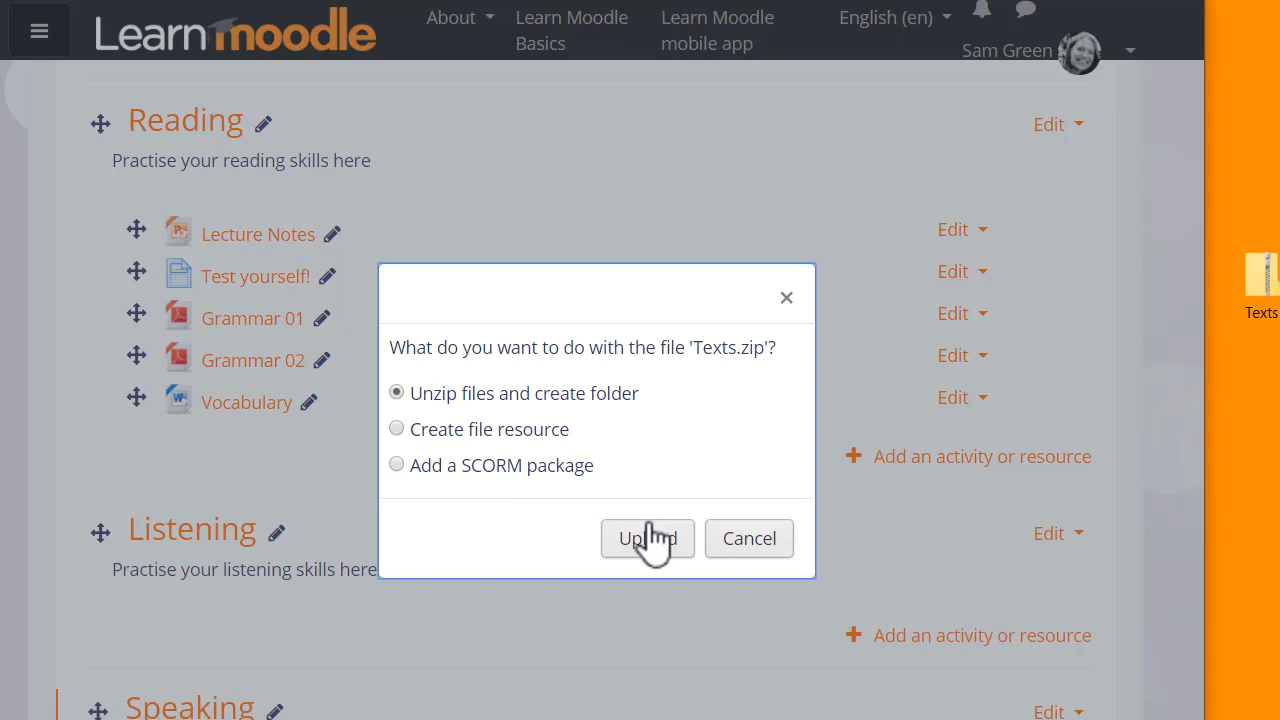 Learn moodle
About
Learn Moodle
Basics
Learn Moodle
mobile app
English (en)
Sam Green
Reading
Edit
Practise your reading skills here
Lecture Notes
Edit
Test yourself!
Edit
Grammar 01
Edit
Grammar 02
Edit
Vocabulary
Edit
Add an activity or resource
×
What do you want to do with the file 'Texts.zip'?
Unzip files and create folder
Create file resource
Add a SCORM package
Upload
Cancel
Listening
Edit
Practise your listening skills here
Add an activity or resource
Speaking
Edit
Texts